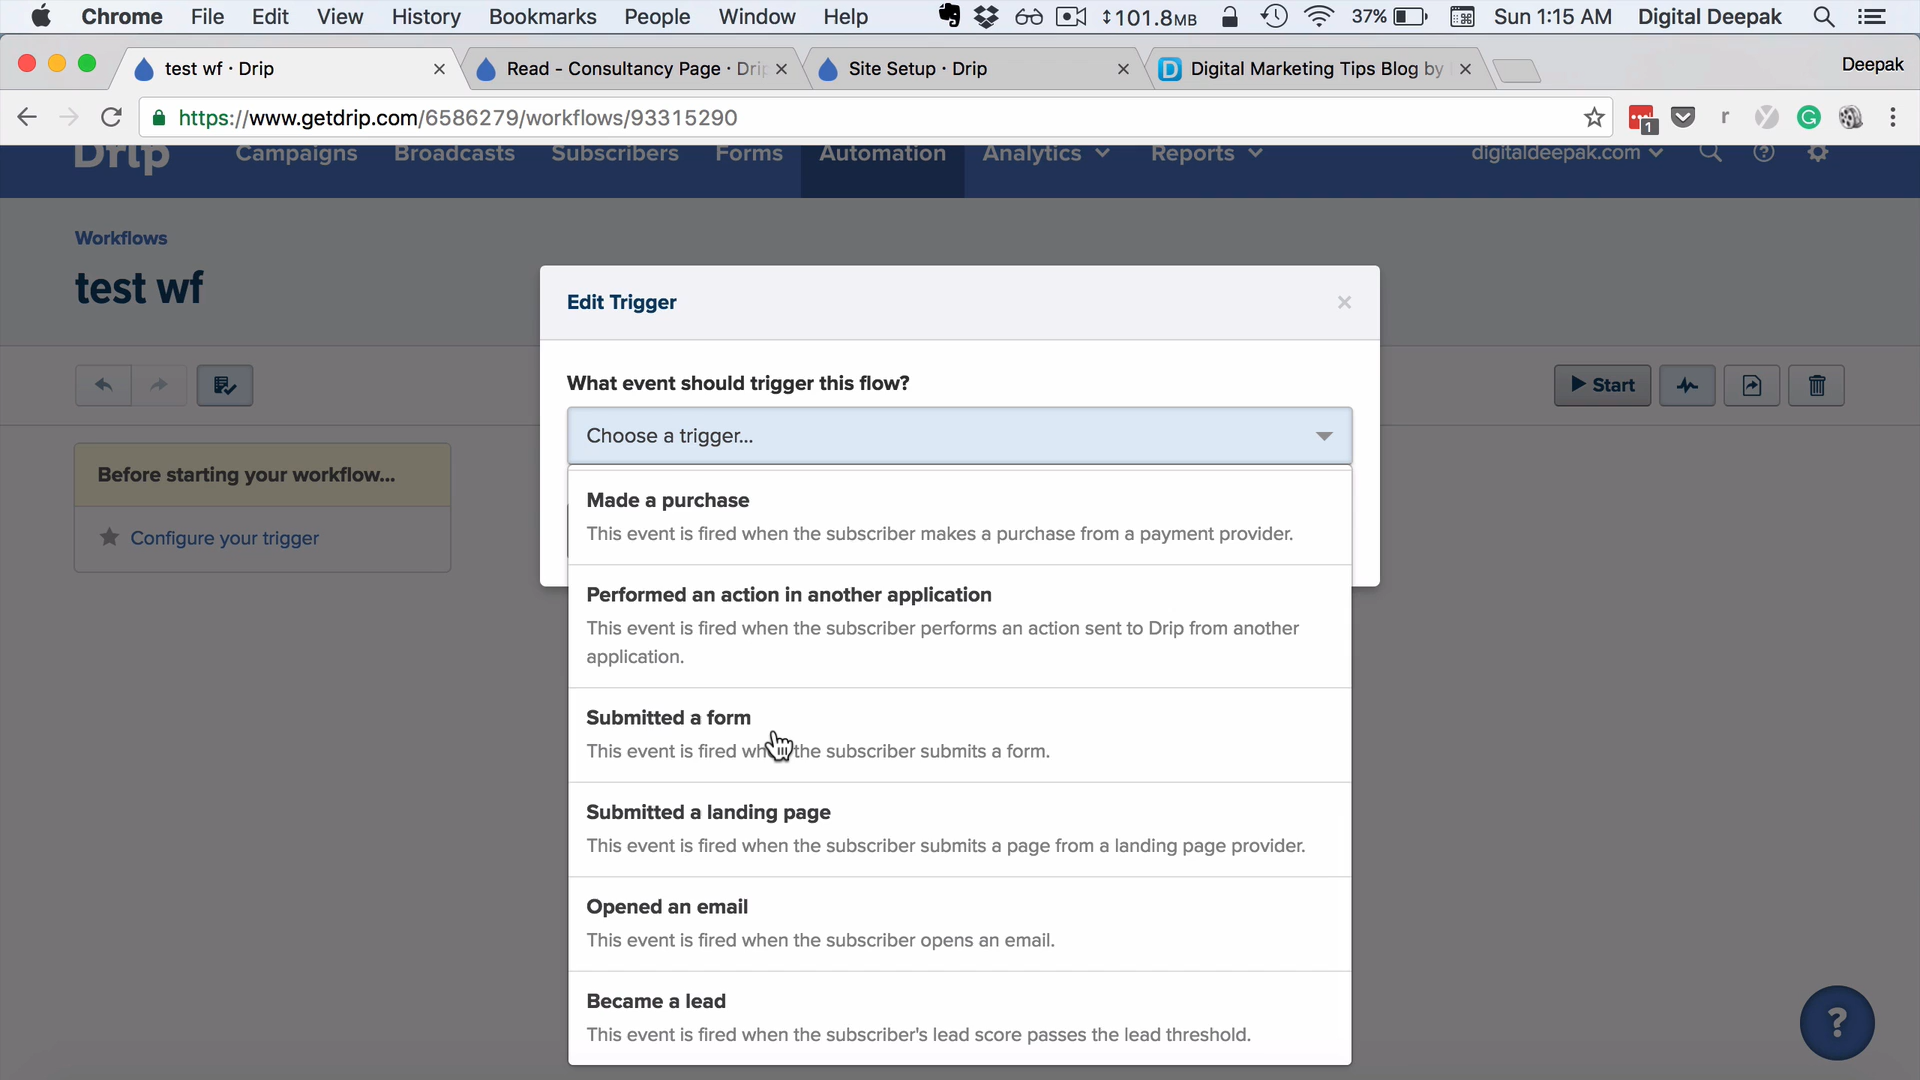 Chrome File Edit View History Bookmarks People Window Help 101.8MB 37% Sun 1:15 AM Digital Deepak
test wf · Drip Read - Consultancy Page · Drip Site Setup · Drip Digital Marketing Tips Blog by Deepak
https://www.getdrip.com/6586279/workflows/93315290 1 r
Drip Campaigns Broadcasts Subscribers Forms Automation Analytics Reports digitaldeepak.com
Workflows
test wf
Edit Trigger
What event should trigger this flow?
Start
Choose a trigger...
Before starting your workflow...
Configure your trigger
Made a purchase
This event is fired when the subscriber makes a purchase from a payment provider.
Performed an action in another application
This event is fired when the subscriber performs an action sent to Drip from another
application.
Submitted a form
This event is fired when the subscriber submits a form.
Submitted a landing page
This event is fired when the subscriber submits a page from a landing page provider.
Opened an email
This event is fired when the subscriber opens an email.
Became a lead
This event is fired when the subscriber's lead score passes the lead threshold.